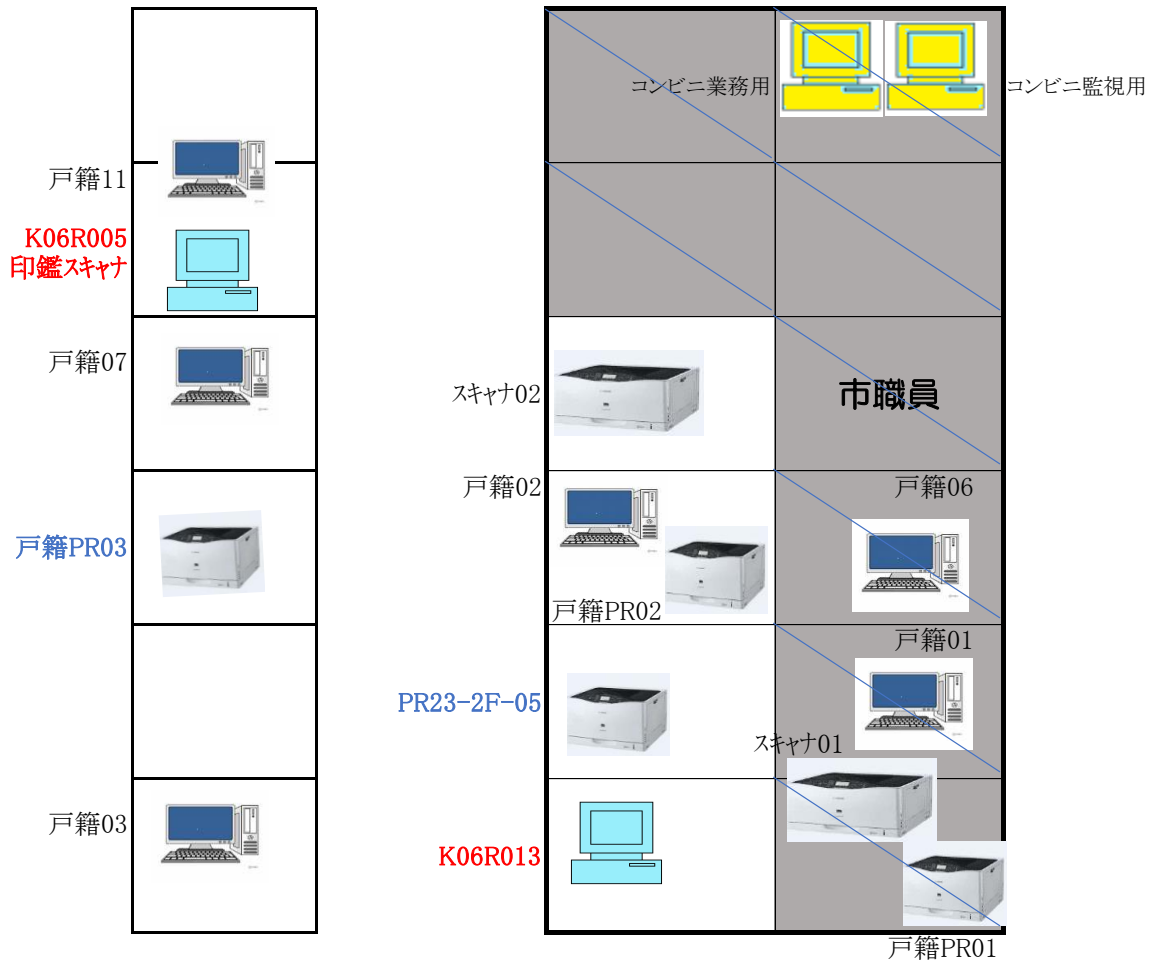 コンビニ業務用
コンビニ監視用
戸籍11
K06R005
印鑑スキャナ
戸籍07
スキャナ02
市職員
戸籍02
戸籍06
戸籍PR03
戸籍PR02
戸籍01
PR23-2F-05
スキャナ01
戸籍03
K06R013
戸籍PR01